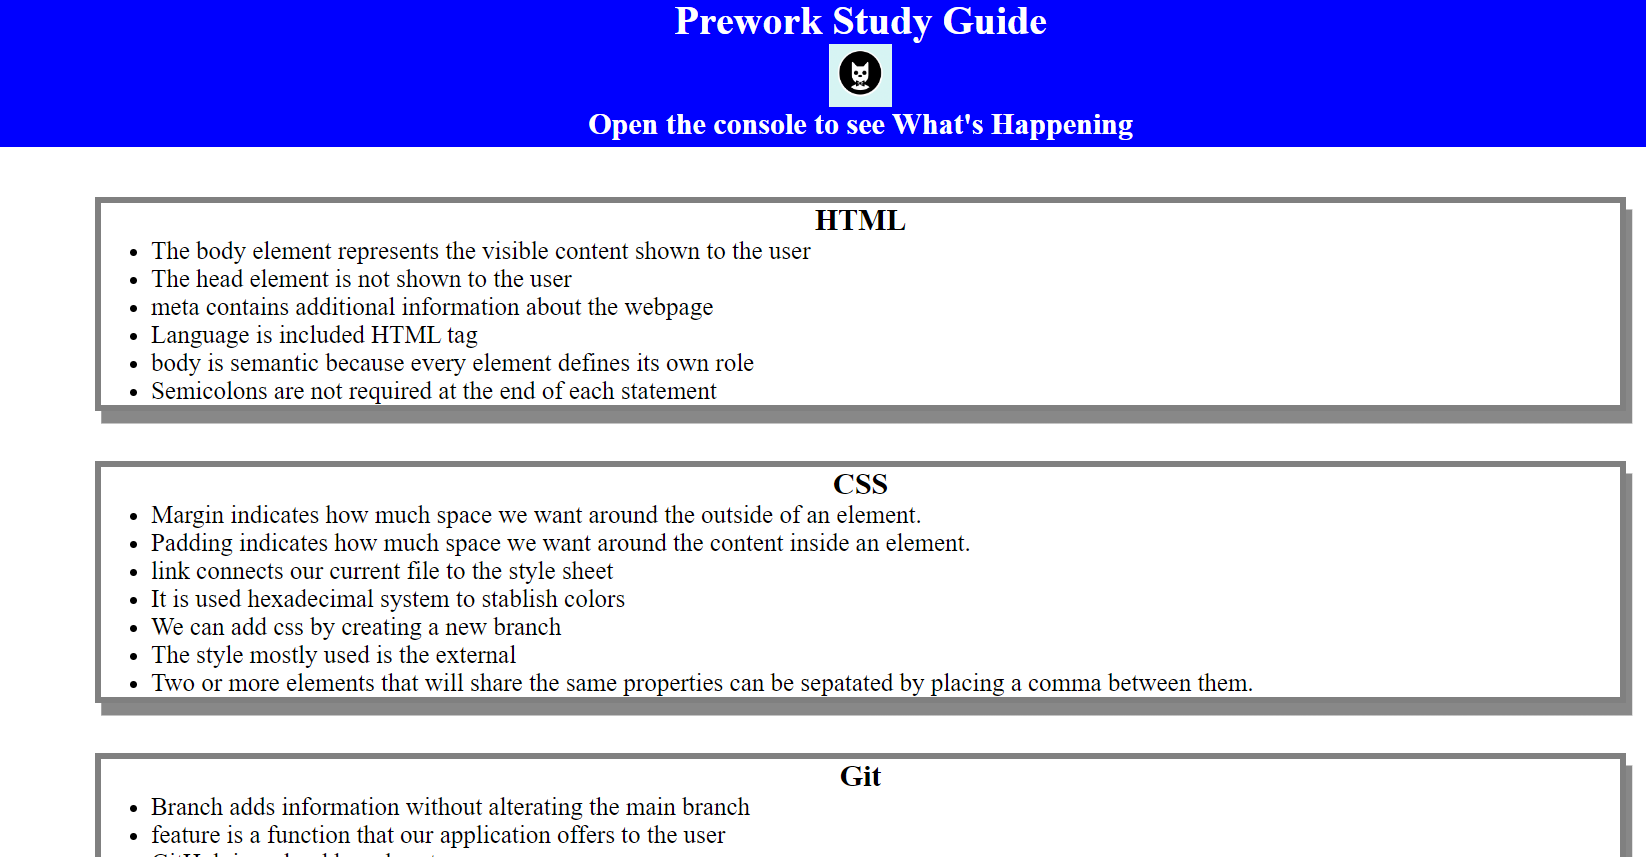 Prework Study Guide
Open the console to see What's Happening
HTML
The body element represents the visible content shown to the user
The head element is not shown to the user
meta contains additional information about the webpage
Language is included HTML tag
body is semantic because every element defines its own role
Semicolons are not required at the end of each statement
CSS
Margin indicates how much space we want around the outside of an element.
Padding indicates how much space we want around the content inside an element.
link connects our current file to the style sheet
It is used hexadecimal system to stablish colors
We can add css by creating a new branch
The style mostly used is the external
Two or more elements that will share the same properties can be sepatated by placing a comma between them.
Git
Branch adds information without alterating the main branch
feature is a function that our application offers to the user